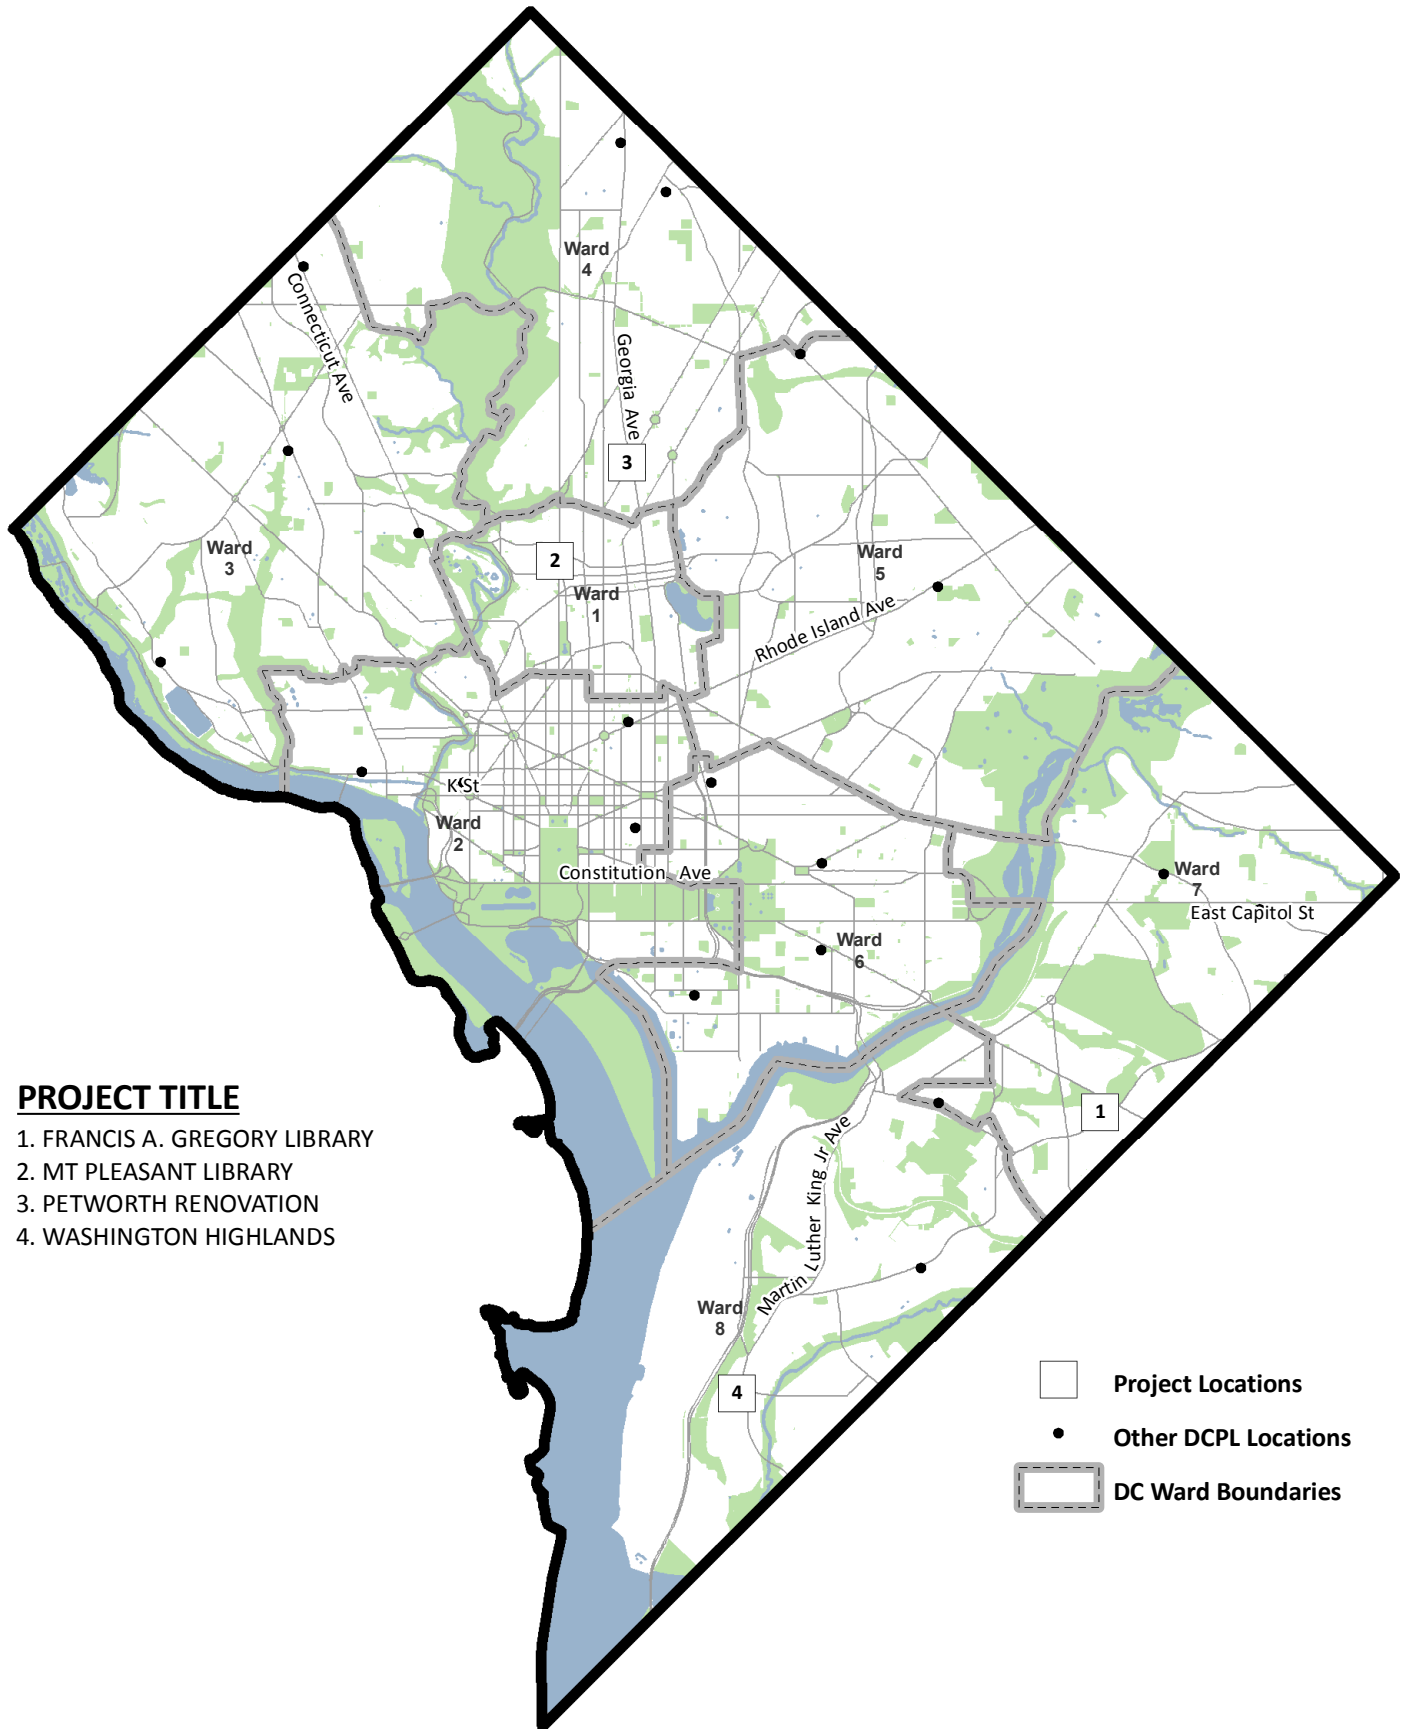 Ward
4
Connecticut Ave
Georgia Ave
3
Ward
3
2
Ward
1
Ward
5
Rhode Island Ave
K St
Ward
2
Constitution Ave
Ward
7
East Capitol St
Ward
6
PROJECT TITLE
1. FRANCIS A. GREGORY LIBRARY
2. MT PLEASANT LIBRARY
3. PETWORTH RENOVATION
4. WASHINGTON HIGHLANDS
1
Martin Luther King Jr Ave
Ward
8
4
Project Locations
Other DCPL Locations
DC Ward Boundaries